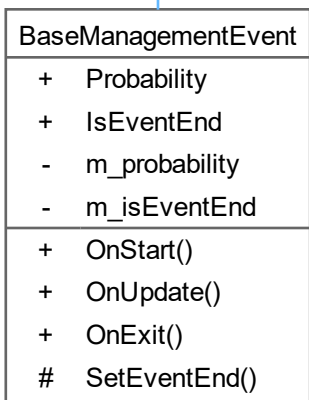 BaseManagementEvent
+ Probability
+ IsEventEnd
- m_probability
- m_isEventEnd
+ OnStart()
+ OnUpdate()
+ OnExit()
# SetEventEnd()